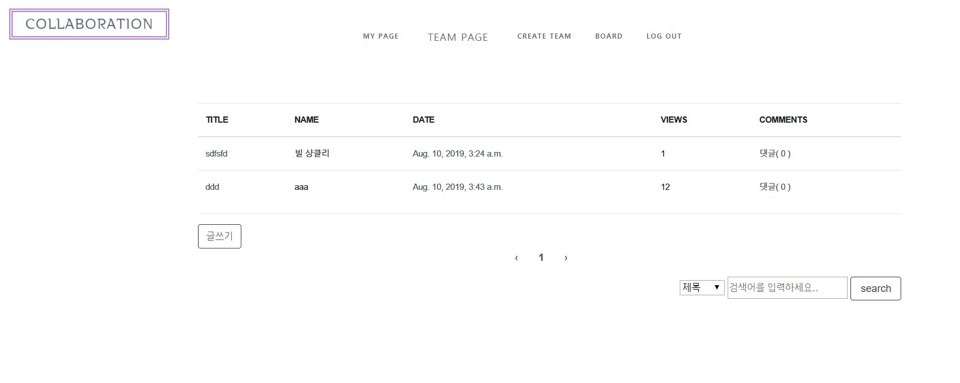 COLLABORATION
MY PAGE TEAM PAGE CREATE TEAM BOARD LOG OUT
TITLE NAME DATE VIEWS COMMENTS
sdfsfd 빌 샹클리 Aug. 10, 2019, 3:24 a.m. 1 댓글( 0 )
ddd aaa Aug. 10, 2019, 3:43 a.m. 12 댓글( 0 )
글쓰기
‹ 1 ›
제목 ▼ 검색어를 입력하세요.. search